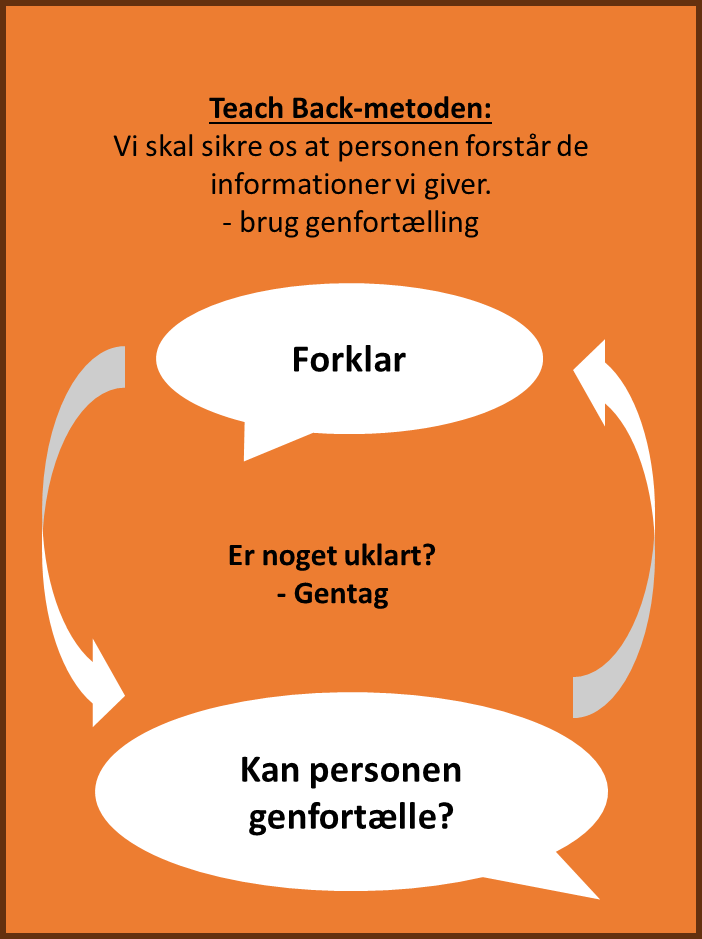 Teach Back-metoden:
Vi skal sikre os at personen forstår de
informationer vi giver.
- brug genfortælling
Forklar
Er noget uklart?
- Gentag
Kan personen
genfortælle?